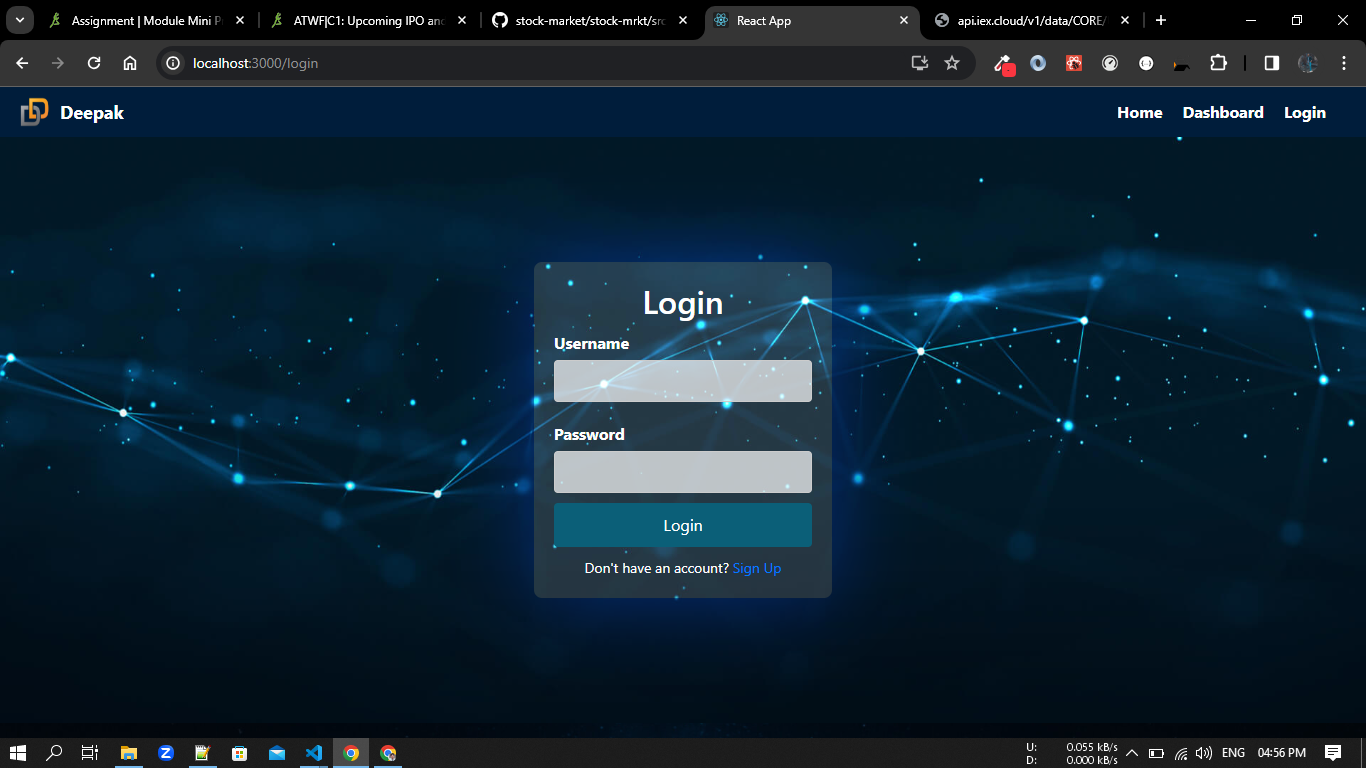 Assignment | Module Mini P
ATWF|C1: Upcoming IPO and
stock-market/stock-mrkt/src
React App
api.iex.cloud/v1/data/CORE/
localhost:3000/login
Deepak
Home Dashboard Login
Login
Username
Password
Login
Don't have an account? Sign Up
U: 0.055 kB/s
D: 0.000 kB/s
ENG 04:56 PM